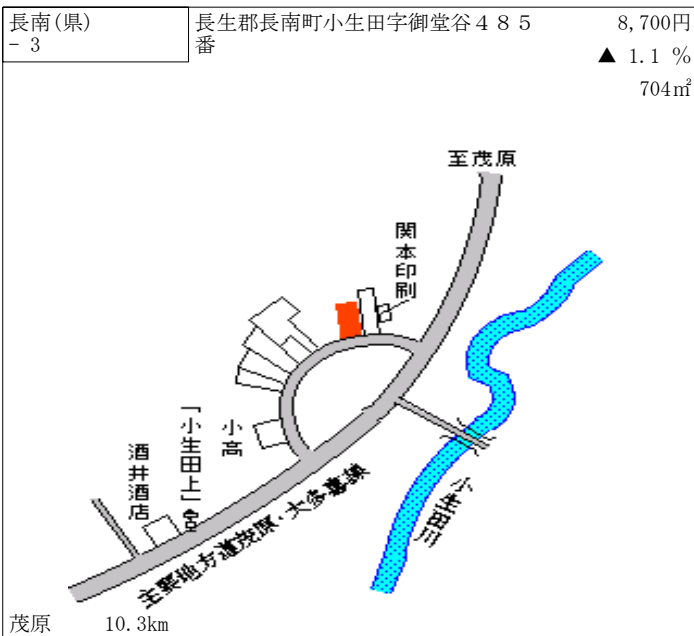 長南(県)
- 3
長生郡長南町小生田字御堂谷４８５
番
8,700円
▲ 1.1 %
704㎡
至茂原
関本印刷
小高
「小生田上」
酒井酒店
小生田川
主要地方道茂原・大多喜線
茂原 10.3km